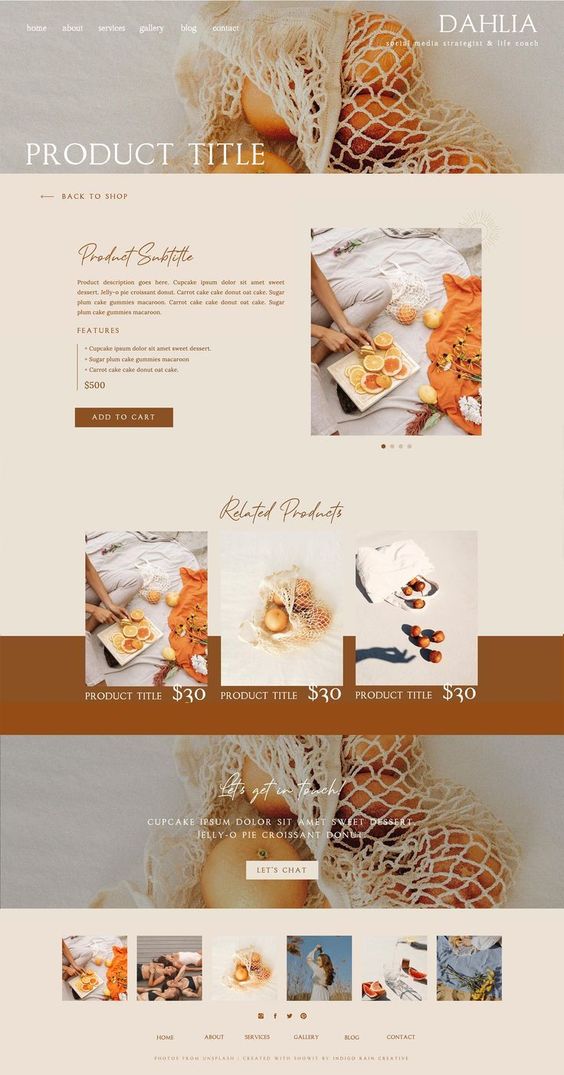 home about services gallery blog contact
DAHLIA
social media strategist & life coach
PRODUCT TITLE
⟵ BACK TO SHOP
Product Subtitle
Product description goes here. Cupcake ipsum dolor sit amet sweet
dessert. Jelly-o pie croissant donut. Carrot cake cake donut oat cake. Sugar
plum cake gummies macaroon. Carrot cake cake donut oat cake. Sugar
plum cake gummies macaroon.
FEATURES
+ Cupcake ipsum dolor sit amet sweet dessert.
+ Sugar plum cake gummies macaroon
+ Carrot cake cake donut oat cake.
$500
ADD TO CART
Related Products
PRODUCT TITLE $30 PRODUCT TITLE $30 PRODUCT TITLE $30
Let's get in touch!
CUPCAKE IPSUM DOLOR SIT AMET SWEET DESSERT.
JELLY-O PIE CROISSANT DONUT.
LET'S CHAT
HOME ABOUT SERVICES GALLERY BLOG CONTACT
PHOTOS FROM UNSPLASH | CREATED WITH SHOWIT BY INDIGO RAIN CREATIVE